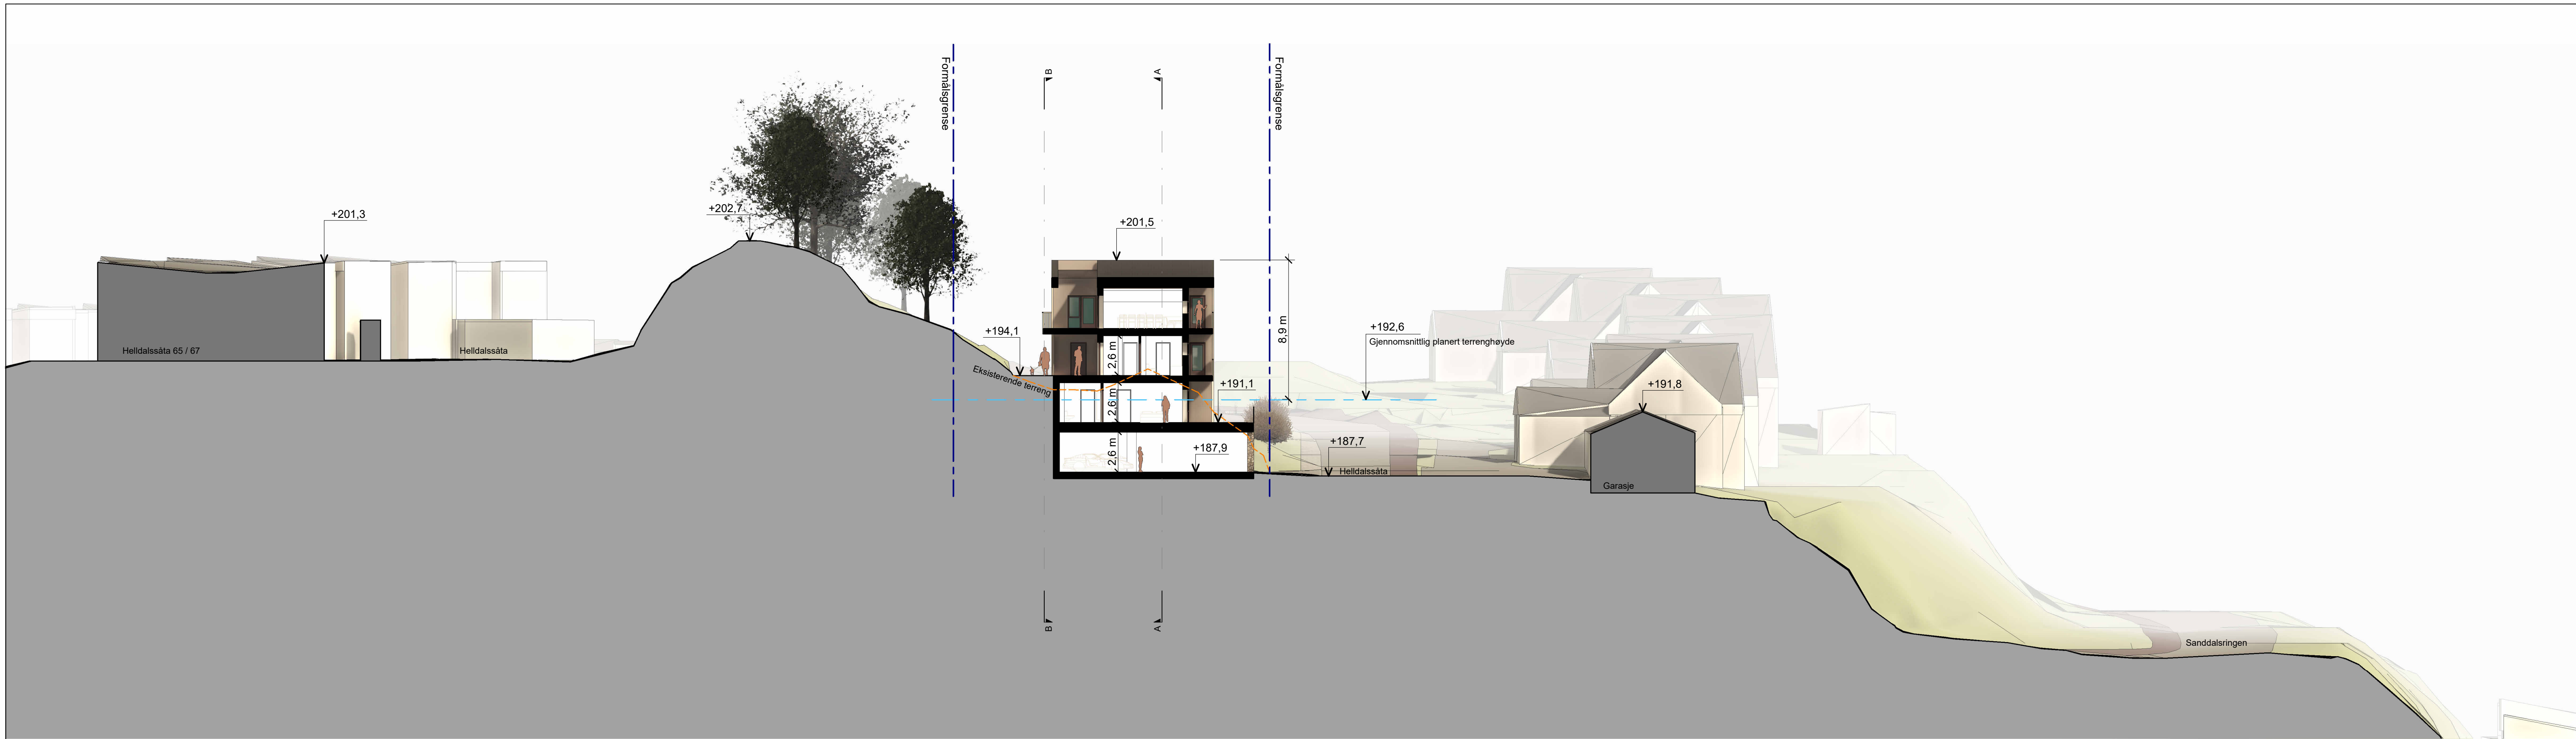 Formålsgrense
Formålsgrense
B
A
+201,3
+202,7
+201,5
+194,1
8,9 m
+192,6
Gjennomsnittlig planert terrenghøyde
Helldalssåta 65 / 67
Helldalssåta
Eksisterende terreng
2,6 m
2,6 m
2,6 m
+191,1
+191,8
+187,9
+187,7
Helldalssåta
Garasje
B
A
Sanddalsringen